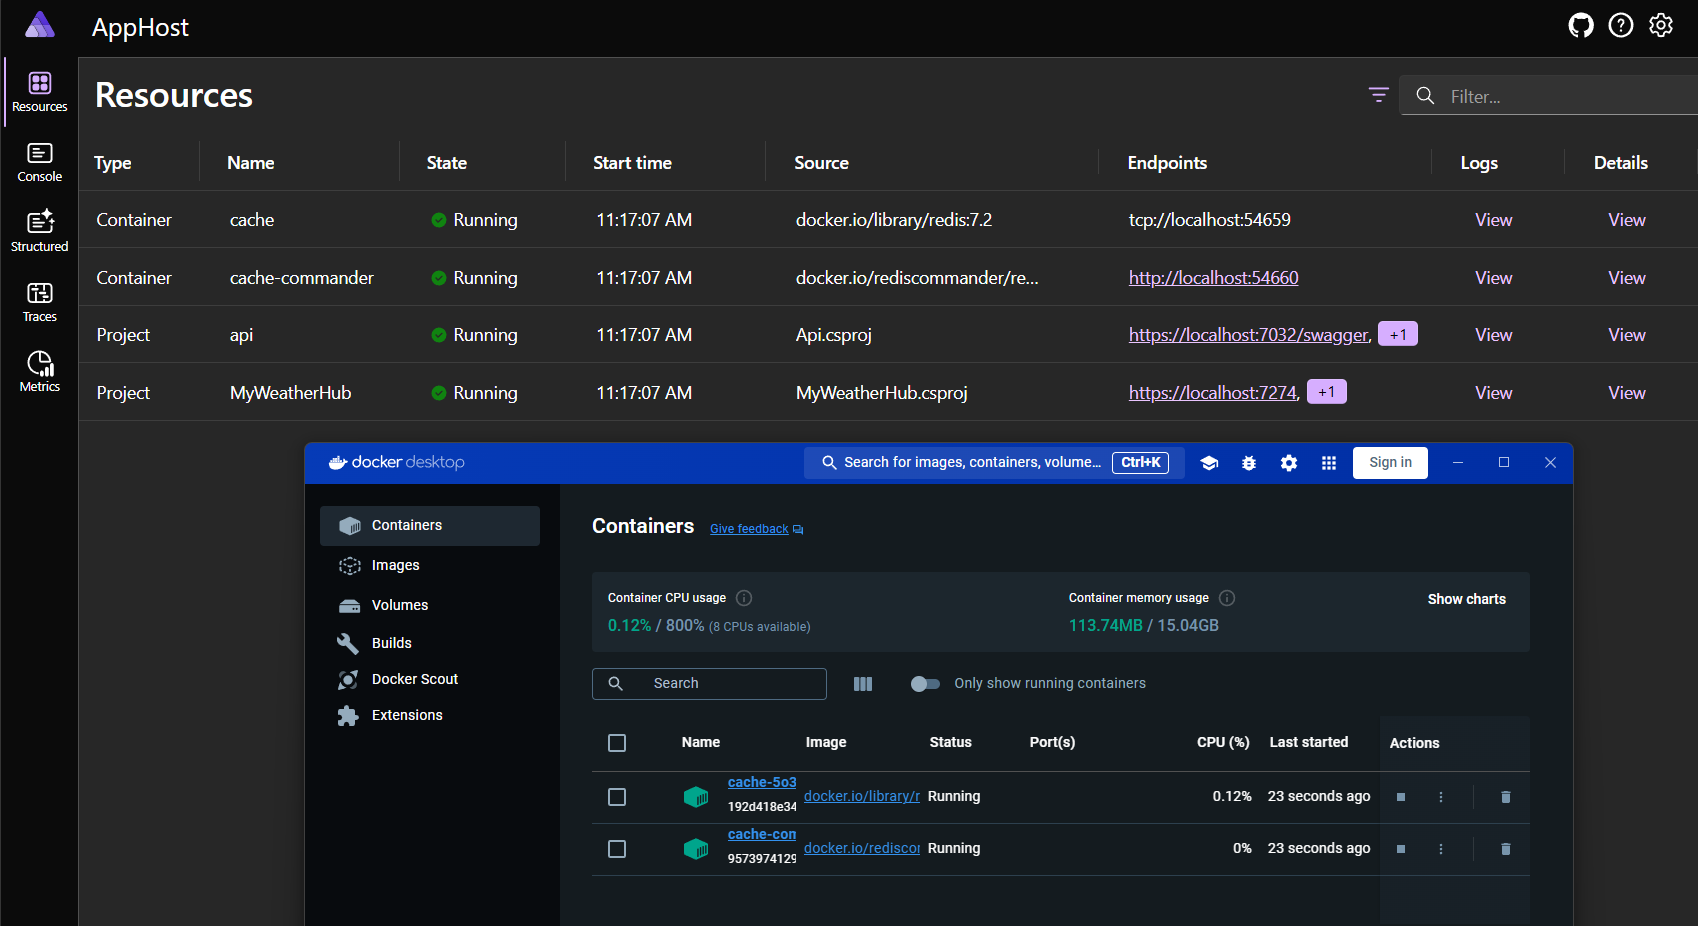 AppHost
Resources
Console
Structured
Traces
Metrics
Resources
Filter...
Type Name State Start time Source Endpoints Logs Details
Container cache Running 11:17:07 AM docker.io/library/redis:7.2 tcp://localhost:54659 View View
Container cache-commander Running 11:17:07 AM docker.io/rediscommander/re... http://localhost:54660 View View
Project api Running 11:17:07 AM Api.csproj https://localhost:7032/swagger, +1 View View
Project MyWeatherHub Running 11:17:07 AM MyWeatherHub.csproj https://localhost:7274, +1 View View
docker desktop Search for images, containers, volume... Ctrl+K Sign in
Containers
Images
Volumes
Builds
Docker Scout
Extensions
Containers Give feedback
Container CPU usage
0.12% / 800% (8 CPUs available)
Container memory usage
113.74MB / 15.04GB
Show charts
Search Only show running containers
Name Image Status Port(s) CPU (%) Last started Actions
cache-5o3
192d418e34
docker.io/library/r Running 0.12% 23 seconds ago
cache-com
9573974129
docker.io/rediscor Running 0% 23 seconds ago